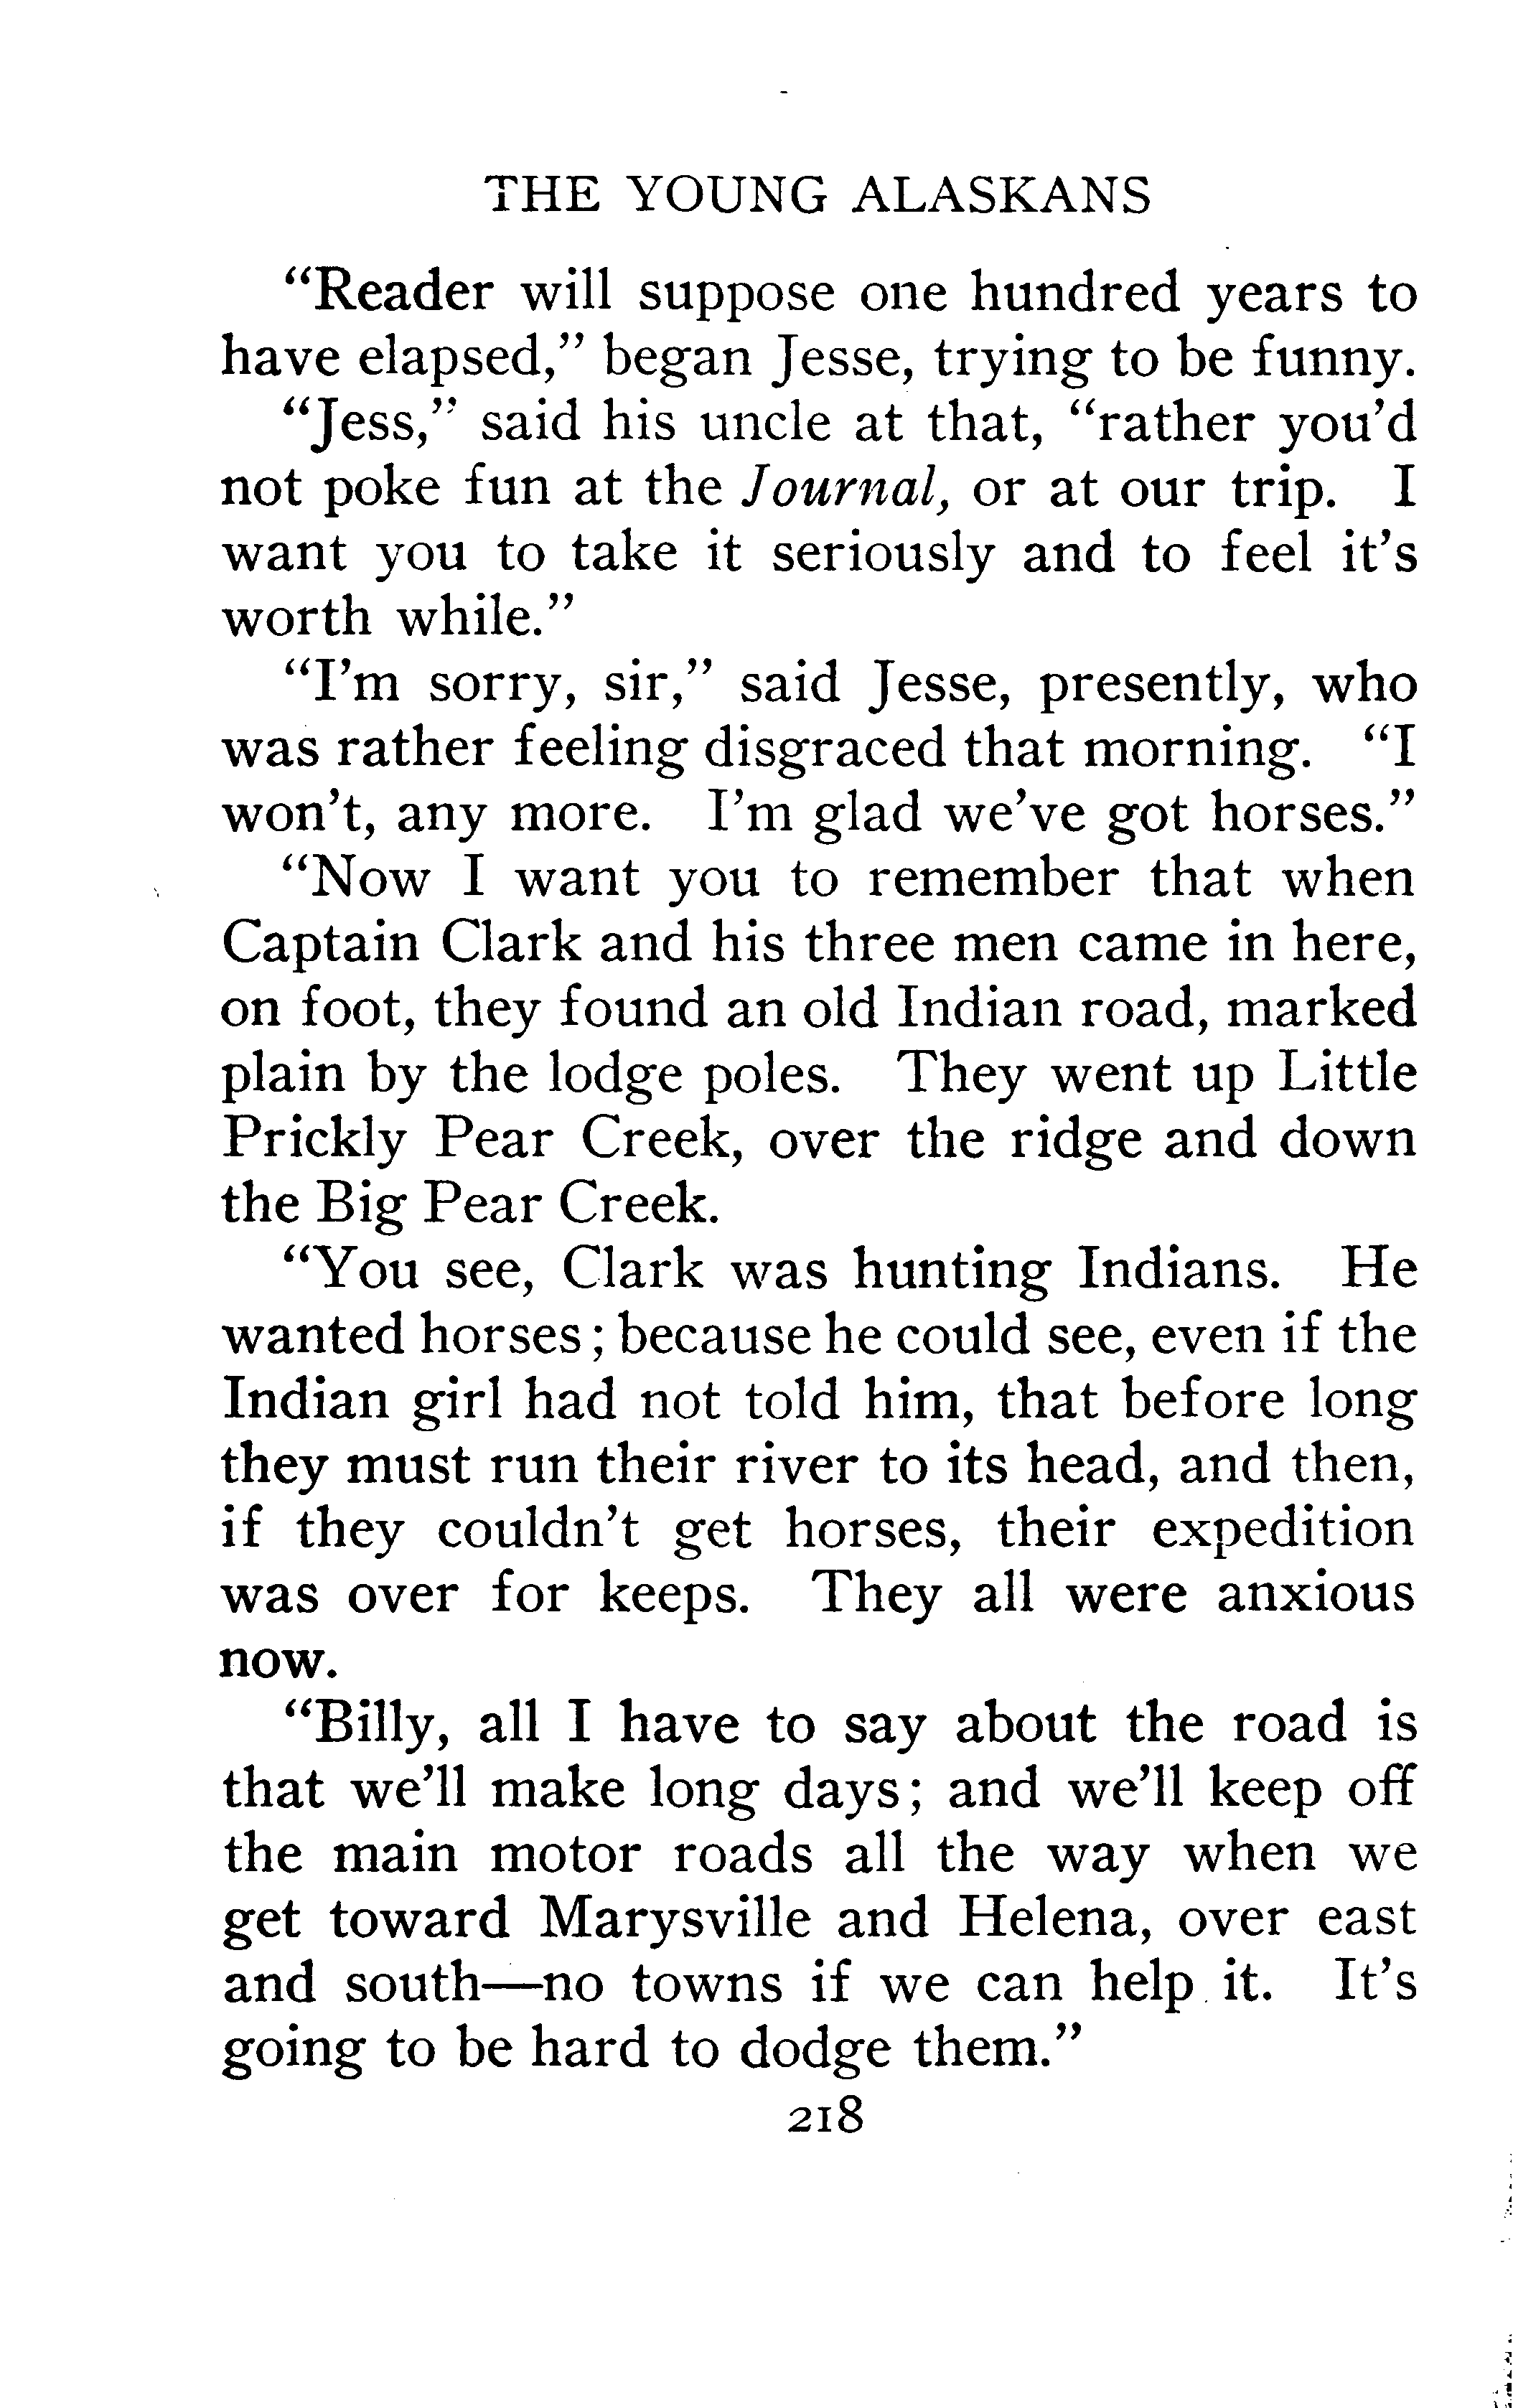 THE YOUNG ALASKANS
"Reader will suppose one hundred years to
have elapsed," began Jesse, trying to be funny.
"Jess," said his uncle at that, "rather you'd
not poke fun at the Journal, or at our trip. I
want you to take it seriously and to feel it's
worth while."
"I'm sorry, sir," said Jesse, presently, who
was rather feeling disgraced that morning. "I
won't, any more. I'm glad we've got horses."
"Now I want you to remember that when
Captain Clark and his three men came in here,
on foot, they found an old Indian road, marked
plain by the lodge poles. They went up Little
Prickly Pear Creek, over the ridge and down
the Big Pear Creek.
"You see, Clark was hunting Indians. He
wanted horses; because he could see, even if the
Indian girl had not told him, that before long
they must run their river to its head, and then,
if they couldn't get horses, their expedition
was over for keeps. They all were anxious
now.
"Billy, all I have to say about the road is
that we'll make long days; and we'll keep off
the main motor roads all the way when we
get toward Marysville and Helena, over east
and south—no towns if we can help it. It's
going to be hard to dodge them."
218